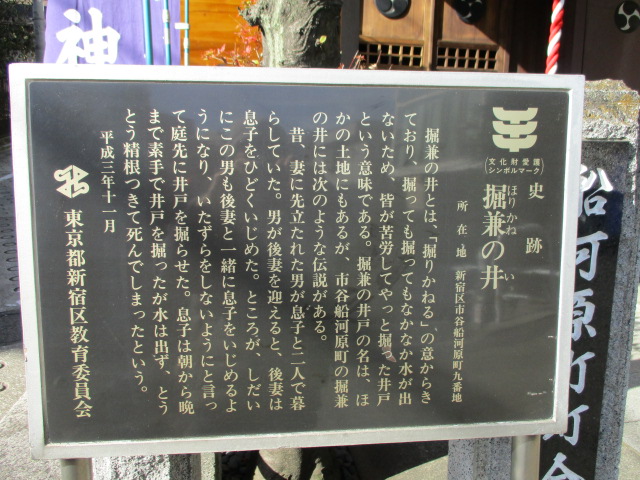 神
文化財愛護
シンボルマーク
史跡
ほりかね い
掘兼の井
所在地 新宿区市谷船河原町九番地
掘兼の井とは、「掘りかねる」の意からき
ており、掘っても掘ってもなかなか水が出
ないため、皆が苦労してやっと掘った井戸
という意味である。掘兼の井戸の名は、ほ
かの土地にもあるが、市谷船河原町の掘兼
の井には次のような伝説がある。
昔、妻に先立たれた男が息子と二人で暮
らしていた。男が後妻を迎えると、後妻は
息子をひどくいじめた。ところが、しだい
にこの男も後妻と一緒に息子をいじめるよ
うになり、いたずらをしないようにと言っ
て庭先に井戸を掘らせた。息子は朝から晩
まで素手で井戸を掘ったが水は出ず、とう
とう精根つきて死んでしまったという。
平成三年十一月
東京都新宿区教育委員会
船河原町町会